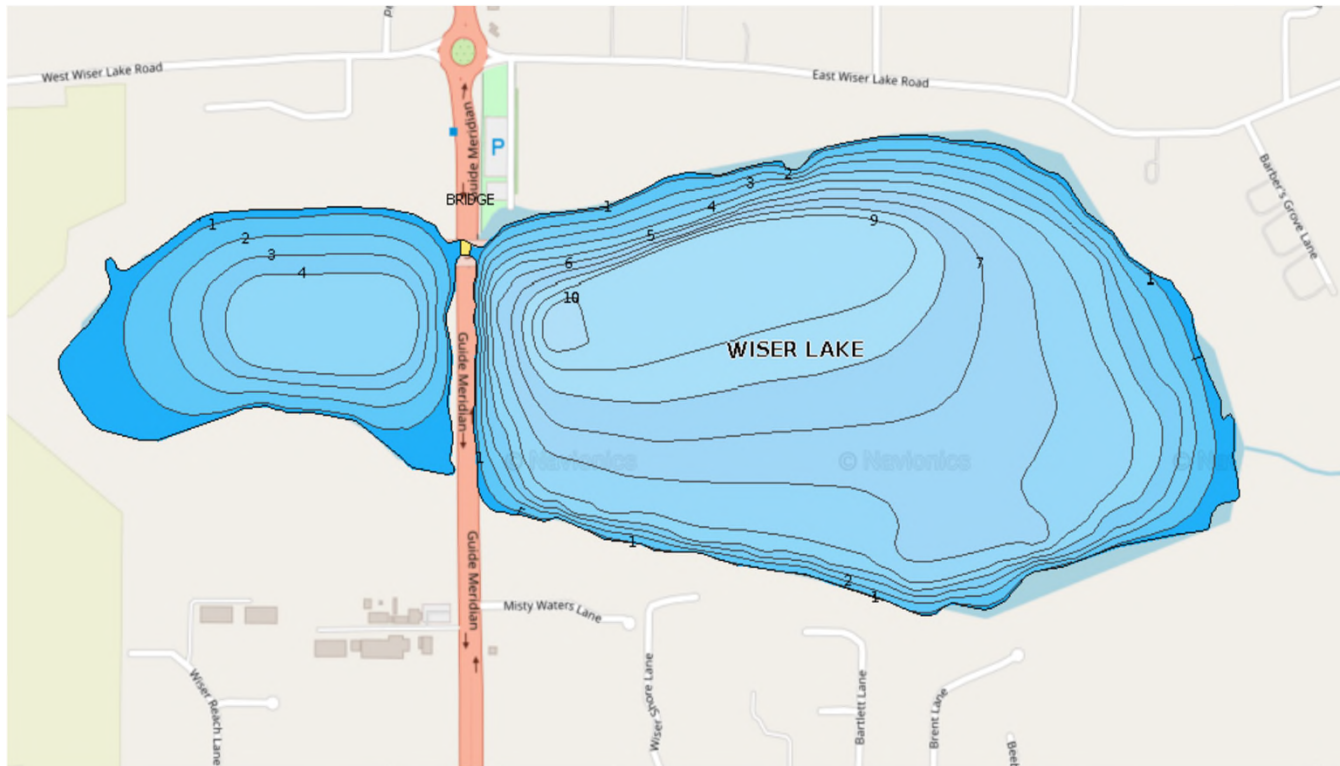 West Wiser Lake Road
East Wiser Lake Road
Guide Meridian
P
Barber's Grove Lane
BRIDGE
1
2
3
4
1
2
3
4
5
6
7
9
10
1
WISER LAKE
Guide Meridian
© Navionics
© Navionics
© Nav
1
1
2
1
Guide Meridian
Misty Waters Lane
Wiser Reach Lane
Wiser Shore Lane
Bartlett Lane
Brent Lane
Beeb